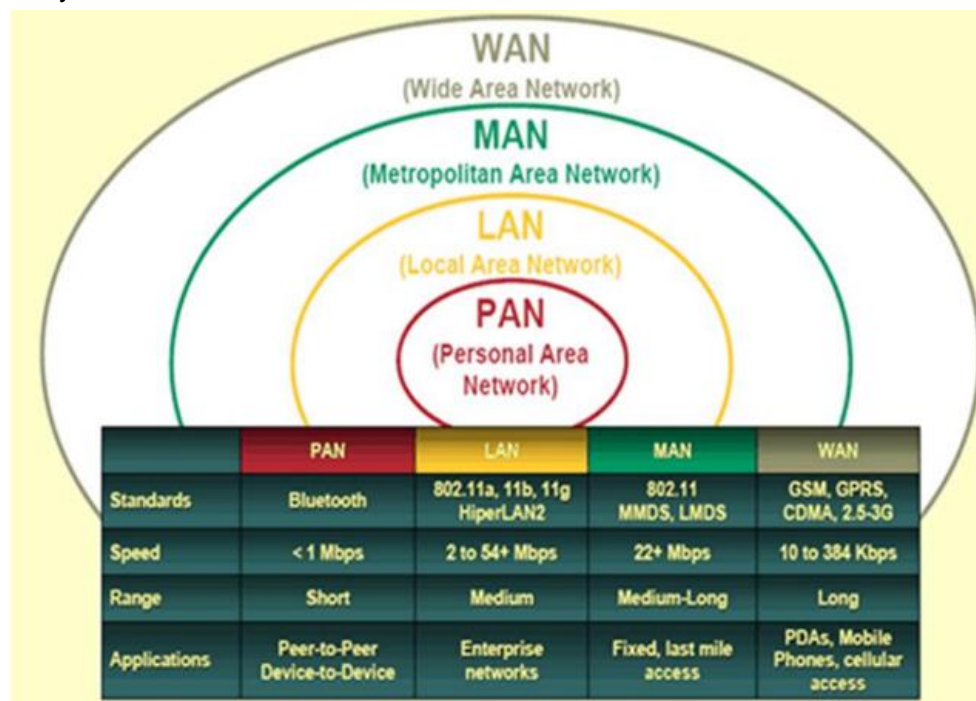 WAN
(Wide Area Network)
MAN
(Metropolitan Area Network)
LAN
(Local Area Network)
PAN
(Personal Area
Network)
PAN LAN MAN WAN
Standards Bluetooth 802.11a, 11b, 11g HiperLAN2 802.11 MMDS, LMDS GSM, GPRS, CDMA, 2.5-3G
Speed < 1 Mbps 2 to 54+ Mbps 22+ Mbps 10 to 384 Kbps
Range Short Medium Medium-Long Long
Applications Peer-to-Peer Device-to-Device Enterprise networks Fixed, last mile access PDAs, Mobile Phones, cellular access